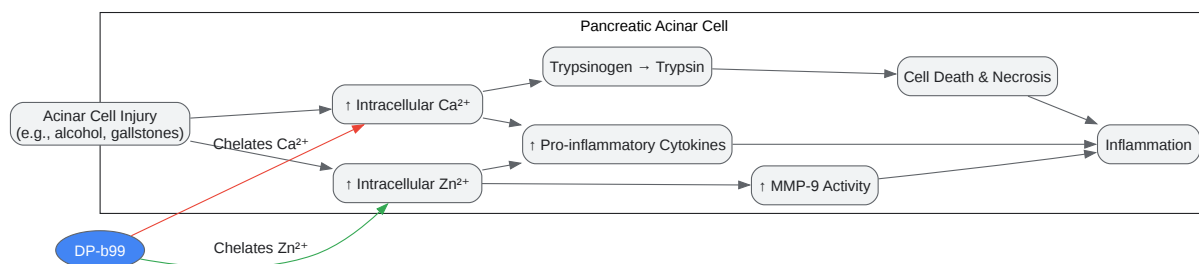 Pancreatic Acinar Cell
Trypsinogen → Trypsin
Cell Death & Necrosis
↑ Intracellular Ca²⁺
Acinar Cell Injury
(e.g., alcohol, gallstones)
Chelates Ca²⁺
↑ Pro-inflammatory Cytokines
Inflammation
↑ Intracellular Zn²⁺
↑ MMP-9 Activity
DP-b99
Chelates Zn²⁺